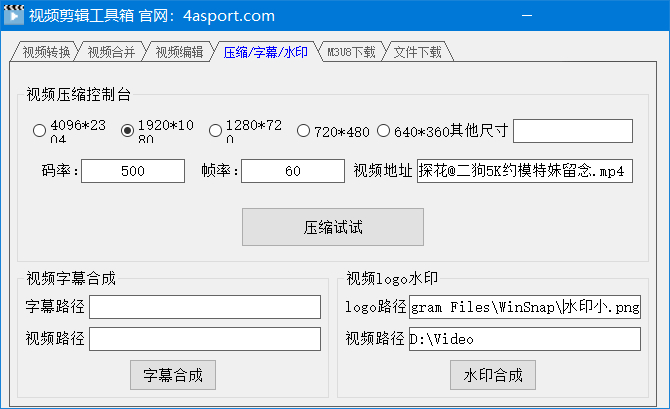 视频剪辑工具箱 官网：4asport.com
视频转换 视频合并 视频编辑 压缩/字幕/水印 M3U8下载 文件下载
视频压缩控制台
4096*2304 1920*1080 1280*720 720*480 640*360 其他尺寸
码率: 500 帧率: 60 视频地址 探花@二狗5K约模特妹留念.mp4
压缩试试
视频字幕合成
字幕路径
视频路径
字幕合成
视频logo水印
logo路径 gram Files\WinSnap\水印小.png
视频路径 D:\Video
水印合成